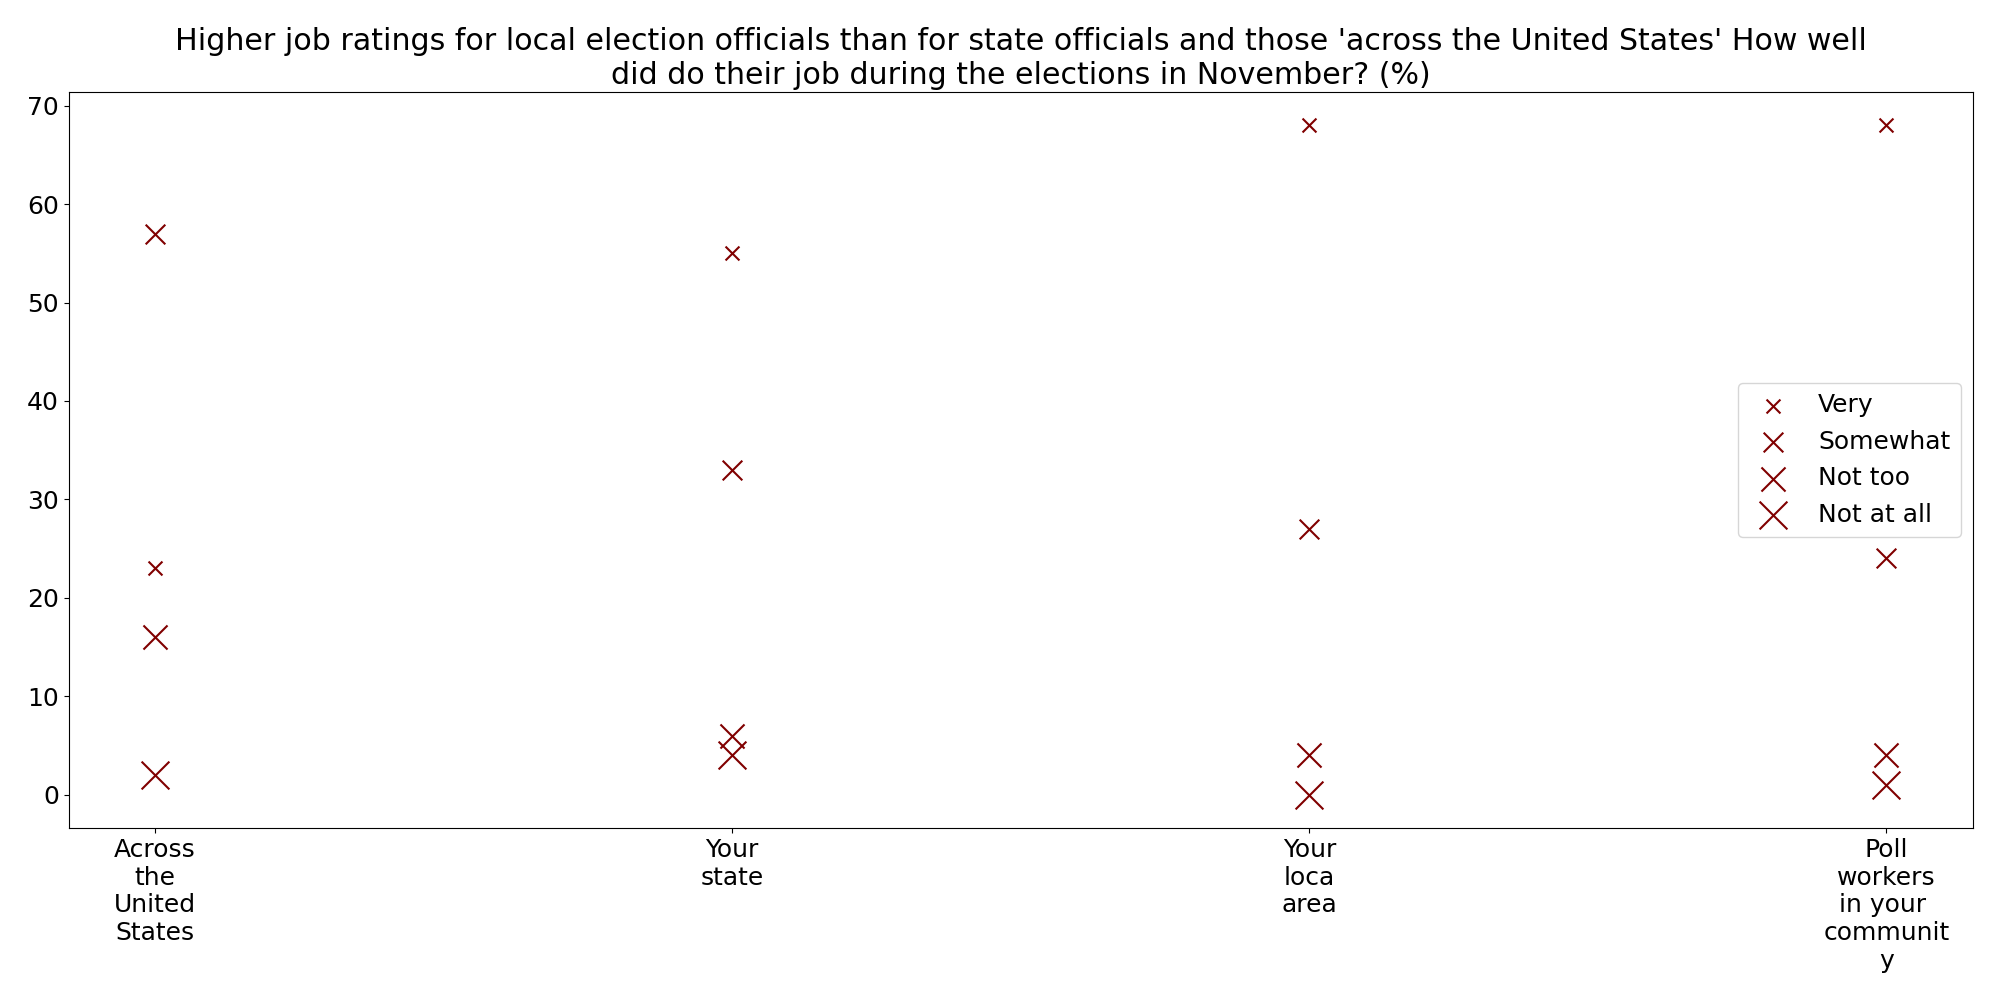 Higher job ratings for local election officials than for state officials and those 'across the United States' How well
did do their job during the elections in November? (%)
70
60
50
40
30
20
10
0
Very
Somewhat
Not too
Not at all
Across
the
United
States
Your
state
Your
loca
area
Poll
workers
in your
communit
y